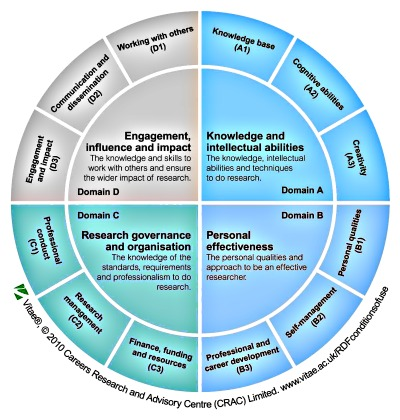 Working with others
(D1)
Knowledge base
(A1)
Communication and
dissemination
(D2)
Cognitive abilities
(A2)
Engagement
and impact
(D3)
Creativity
(A3)
Engagement,
influence and impact
The knowledge and skills to
work with others and ensure
the wider impact of research.
Domain D
Knowledge and
intellectual abilities
The knowledge, intellectual
abilities and techniques
to do research.
Domain A
Domain C
Research governance
and organisation
The knowledge of the
standards, requirements
and professionalism to do
research.
Domain B
Personal
effectiveness
The personal qualities and
approach to be an effective
researcher.
Professional
conduct
(C1)
Personal qualities
(B1)
Research
management
(C2)
Self-management
(B2)
Finance, funding
and resources
(C3)
Professional and
career development
(B3)
Vitae®, © 2010 Careers Research and Advisory Centre (CRAC) Limited. www.vitae.ac.uk/RDFconditionsofuse